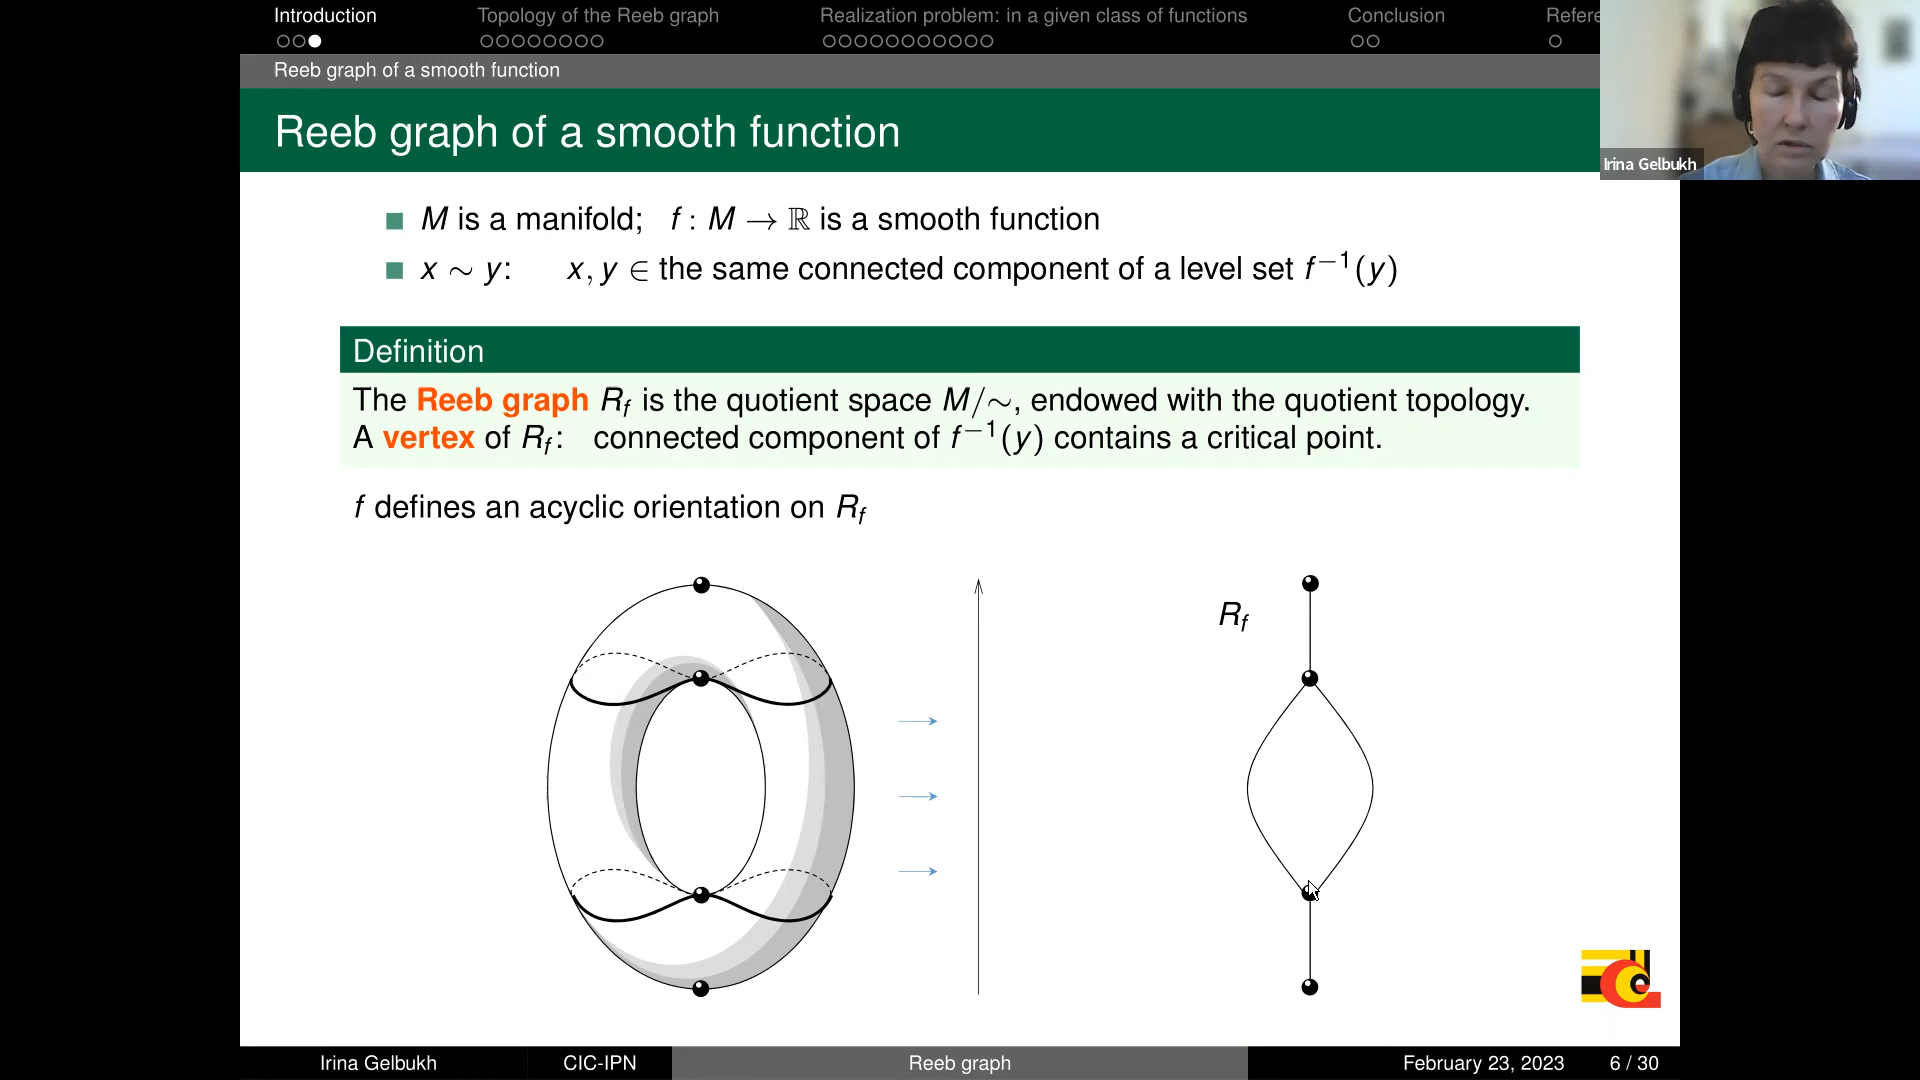 Introduction
Topology of the Reeb graph
Realization problem: in a given class of functions
Conclusion
Reeb graph of a smooth function
Reeb graph of a smooth function
Irina Gelbukh
M is a manifold; f : M → ℝ is a smooth function
x ∼ y: x, y ∈ the same connected component of a level set f⁻¹(y)
Definition
The Reeb graph R_f is the quotient space M/∼, endowed with the quotient topology.
A vertex of R_f: connected component of f⁻¹(y) contains a critical point.
f defines an acyclic orientation on R_f
R_f
Irina Gelbukh CIC-IPN Reeb graph February 23, 2023 6 / 30